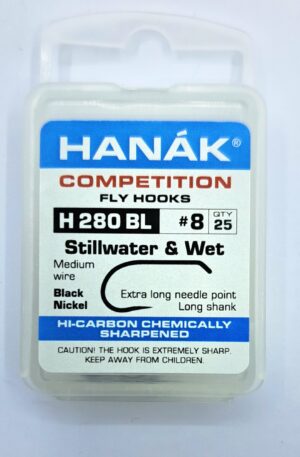 HANÁK®
COMPETITION
FLY HOOKS
H 280 BL #8 QTY 25
Stillwater & Wet
Medium wire
Black Nickel
Extra long needle point
Long shank
HI-CARBON CHEMICALLY
SHARPENED
CAUTION! THE HOOK IS EXTREMELY SHARP.
KEEP AWAY FROM CHILDREN.